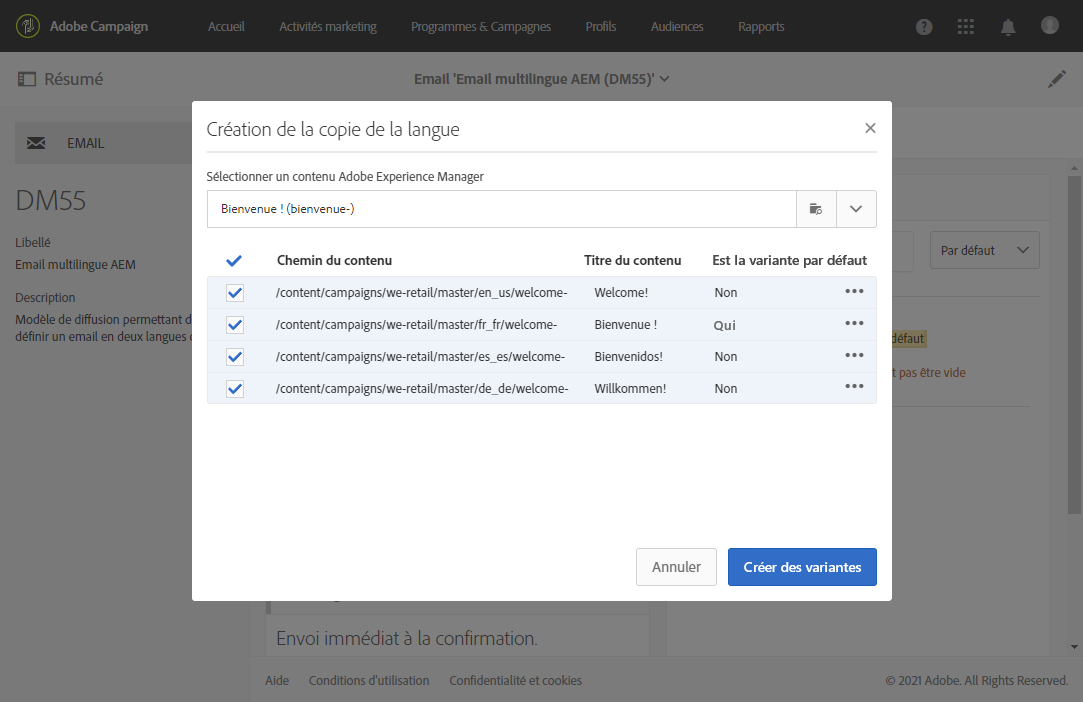 Adobe Campaign Accueil Activités marketing Programmes & Campagnes Profils Audiences Rapports
Résumé Email 'Email multilingue AEM (DM55)'
EMAIL
DM55
Libellé
Email multilingue AEM
Description
Modèle de diffusion permettant d
définir un email en deux langues
Création de la copie de la langue
Sélectionner un contenu Adobe Experience Manager
Bienvenue ! (bienvenue-)
Chemin du contenu Titre du contenu Est la variante par défaut
/content/campaigns/we-retail/master/en_us/welcome- Welcome! Non
/content/campaigns/we-retail/master/fr_fr/welcome- Bienvenue ! Qui
/content/campaigns/we-retail/master/es_es/welcome- Bienvenidos! Non
/content/campaigns/we-retail/master/de_de/welcome- Willkommen! Non
Annuler Créer des variantes
Par défaut
défaut
t pas être vide
Envoi immédiat à la confirmation.
Aide Conditions d'utilisation Confidentialité et cookies © 2021 Adobe. All Rights Reserved.